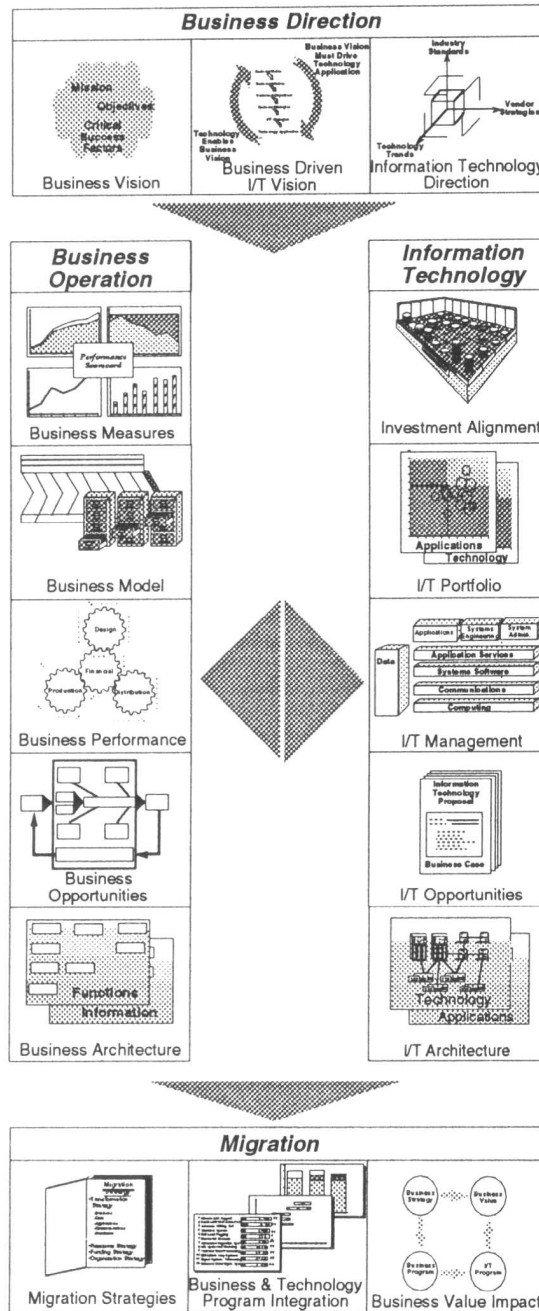 Business Direction
Mission
Objectives
Critical
Success
Factors
Business Vision
Business Vision
Must Drive
Technology
Application
Technology
Enables
Business
Vision
Business Driven
I/T Vision
Industry
Standards
Vendor
Strategies
Technology
Trends
Information Technology
Direction
Business
Operation
Performance
Scorecard
Business Measures
Business Model
Design
Financial
Production
Distribution
Business Performance
Business
Opportunities
Functions
Information
Business Architecture
Information
Technology
Investment Alignment
Applications
Technology
I/T Portfolio
Applications
Systems
Engineering
System
Admin.
Data
Application Services
Systems Software
Communications
Computing
I/T Management
Information
Technology
Proposal
Business Case
I/T Opportunities
Technology
Applications
I/T Architecture
Migration
Migration
Strategy
Migration Strategies
Business & Technology
Program Integration
Business
Strategy
Business
Value
Business
Program
I/T
Program
Business Value Impact